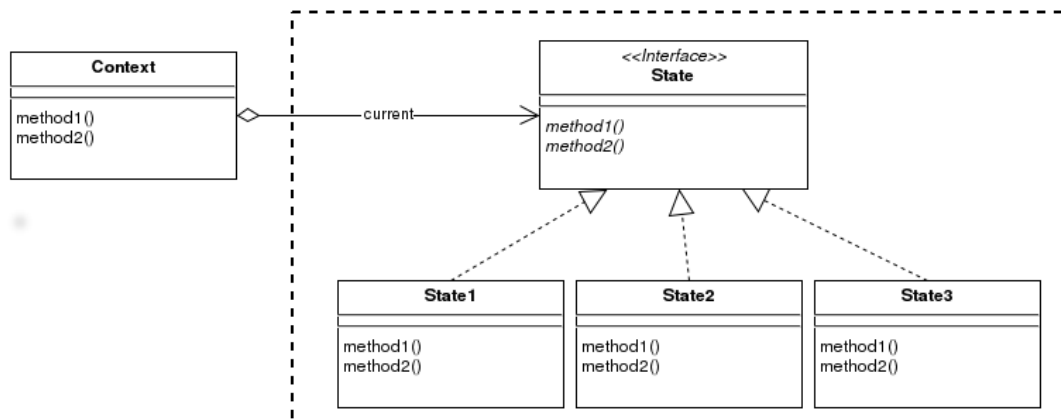 Context
method1()
method2()
current
<<Interface>>
State
method1()
method2()
State1
method1()
method2()
State2
method1()
method2()
State3
method1()
method2()